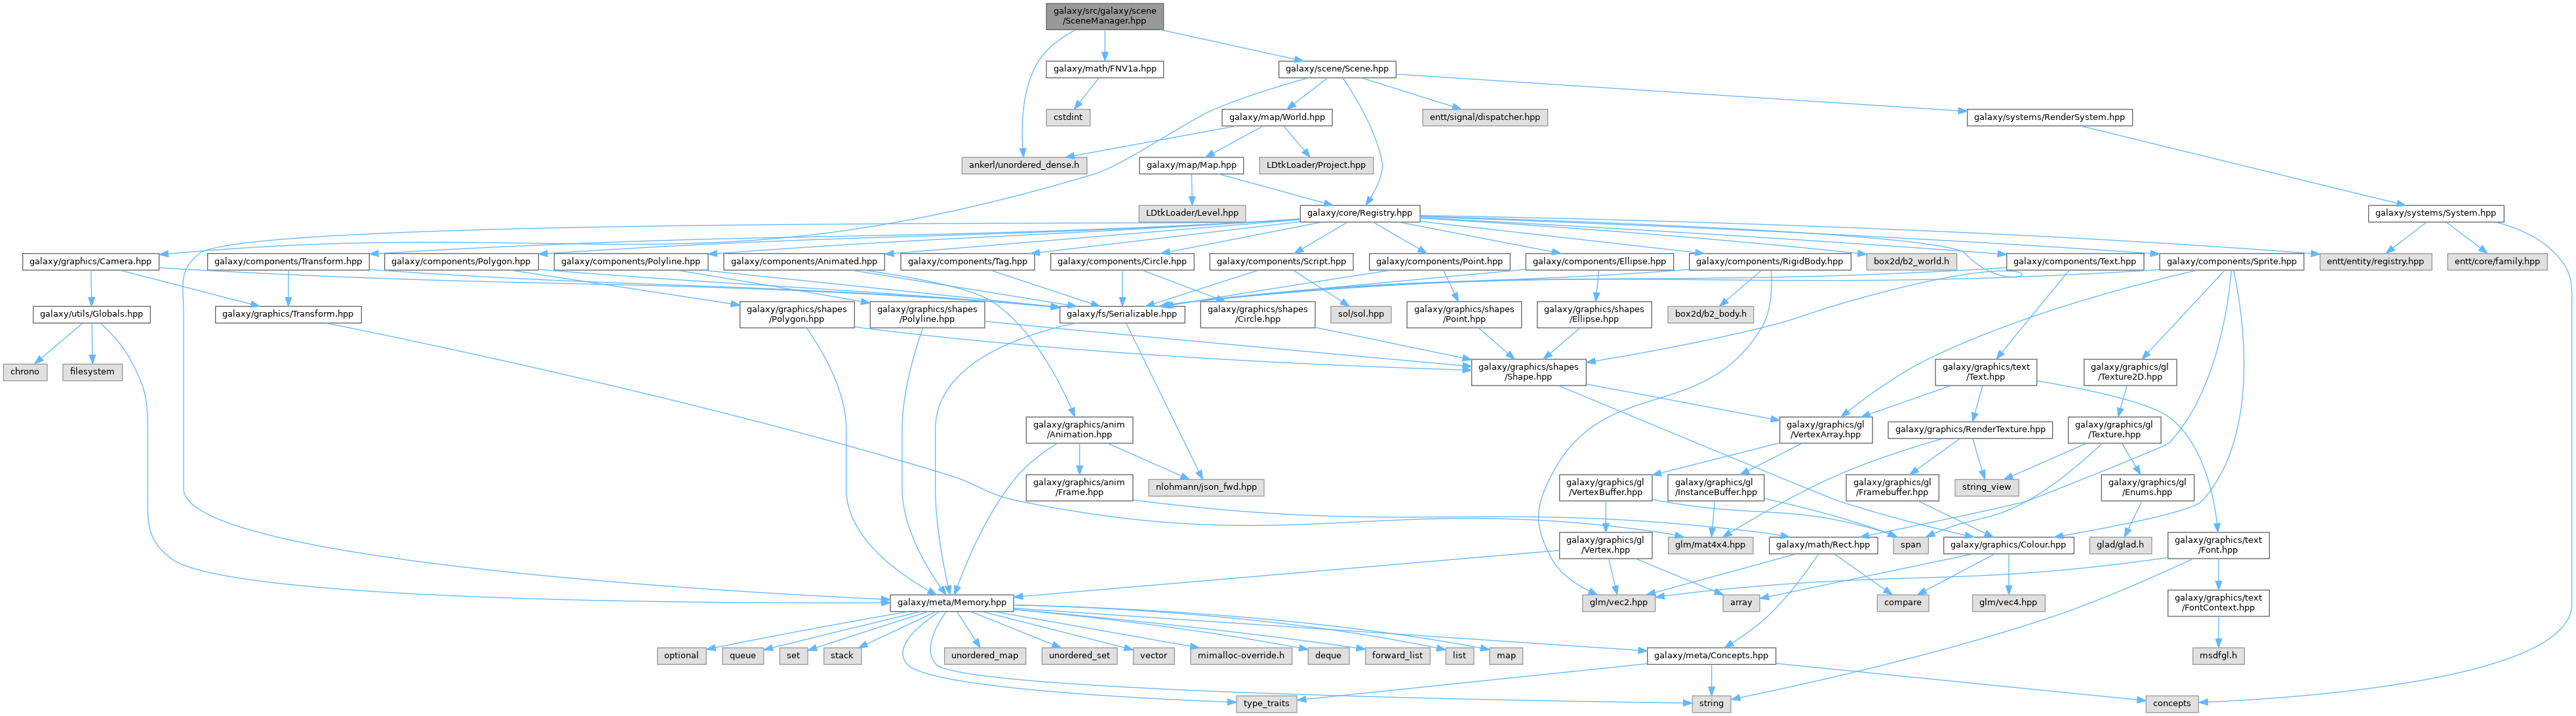 galaxy/src/galaxy/scene
/SceneManager.hpp
galaxy/math/FNV1a.hpp
galaxy/scene/Scene.hpp
cstdint
galaxy/map/World.hpp
entt/signal/dispatcher.hpp
galaxy/systems/RenderSystem.hpp
ankerl/unordered_dense.h
galaxy/map/Map.hpp
LDtkLoader/Project.hpp
LDtkLoader/Level.hpp
galaxy/core/Registry.hpp
galaxy/systems/System.hpp
galaxy/graphics/Camera.hpp
galaxy/components/Transform.hpp
galaxy/components/Polygon.hpp
galaxy/components/Polyline.hpp
galaxy/components/Animated.hpp
galaxy/components/Tag.hpp
galaxy/components/Circle.hpp
galaxy/components/Script.hpp
galaxy/components/Point.hpp
galaxy/components/Ellipse.hpp
galaxy/components/RigidBody.hpp
box2d/b2_world.h
galaxy/components/Text.hpp
galaxy/components/Sprite.hpp
entt/entity/registry.hpp
entt/core/family.hpp
galaxy/utils/Globals.hpp
galaxy/graphics/Transform.hpp
galaxy/graphics/shapes
/Polygon.hpp
galaxy/graphics/shapes
/Polyline.hpp
galaxy/fs/Serializable.hpp
galaxy/graphics/shapes
/Circle.hpp
sol/sol.hpp
galaxy/graphics/shapes
/Point.hpp
galaxy/graphics/shapes
/Ellipse.hpp
box2d/b2_body.h
chrono
filesystem
galaxy/graphics/shapes
/Shape.hpp
galaxy/graphics/text
/Text.hpp
galaxy/graphics/gl
/Texture2D.hpp
galaxy/graphics/anim
/Animation.hpp
galaxy/graphics/gl
/VertexArray.hpp
galaxy/graphics/RenderTexture.hpp
galaxy/graphics/gl
/Texture.hpp
galaxy/graphics/anim
/Frame.hpp
nlohmann/json_fwd.hpp
galaxy/graphics/gl
/VertexBuffer.hpp
galaxy/graphics/gl
/InstanceBuffer.hpp
galaxy/graphics/gl
/Framebuffer.hpp
string_view
galaxy/graphics/gl
/Enums.hpp
galaxy/graphics/gl
/Vertex.hpp
glm/mat4x4.hpp
galaxy/math/Rect.hpp
span
galaxy/graphics/Colour.hpp
glad/glad.h
galaxy/graphics/text
/Font.hpp
galaxy/meta/Memory.hpp
glm/vec2.hpp
array
compare
glm/vec4.hpp
galaxy/graphics/text
/FontContext.hpp
optional
queue
set
stack
unordered_map
unordered_set
vector
mimalloc-override.h
deque
forward_list
list
map
galaxy/meta/Concepts.hpp
msdfgl.h
type_traits
string
concepts